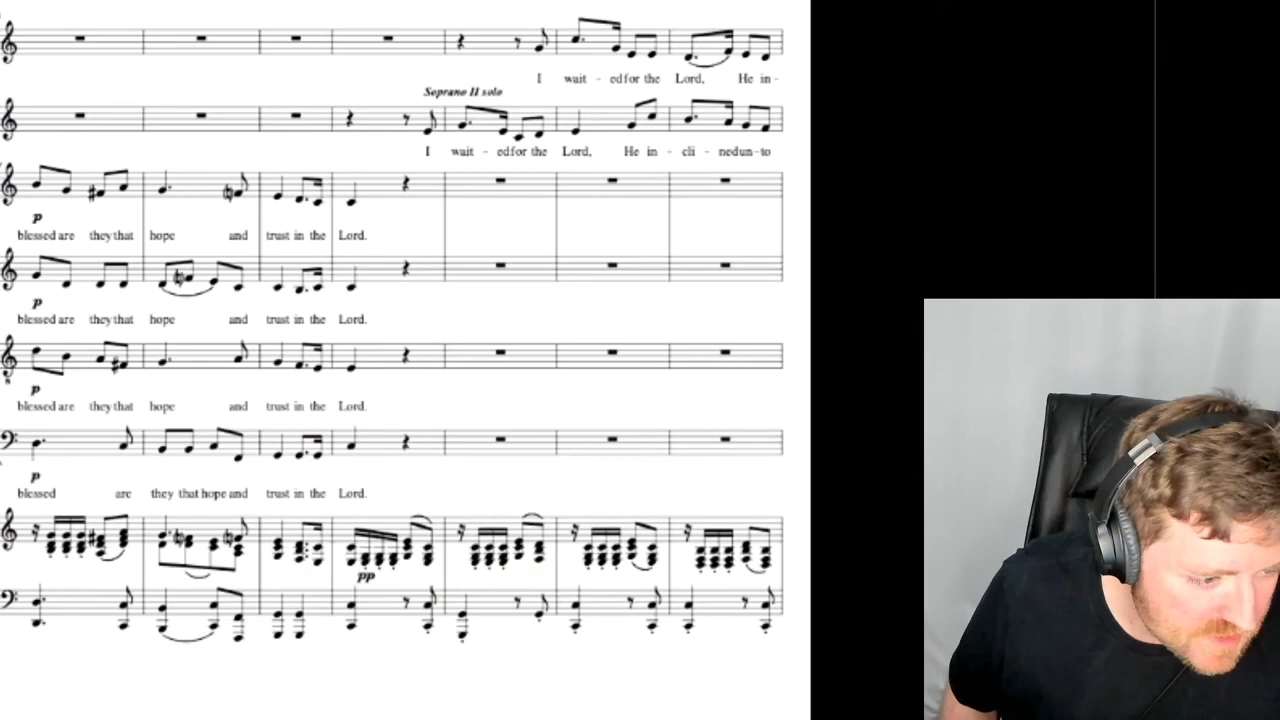 I wait - ed for the Lord, He in -
Soprano II solo
I wait - ed for the Lord, He in - cli - ned un - to
p
blessed are they that hope and trust in the Lord.
p
blessed are they that hope and trust in the Lord.
p
blessed are they that hope and trust in the Lord.
p
blessed are they that hope and trust in the Lord.
pp